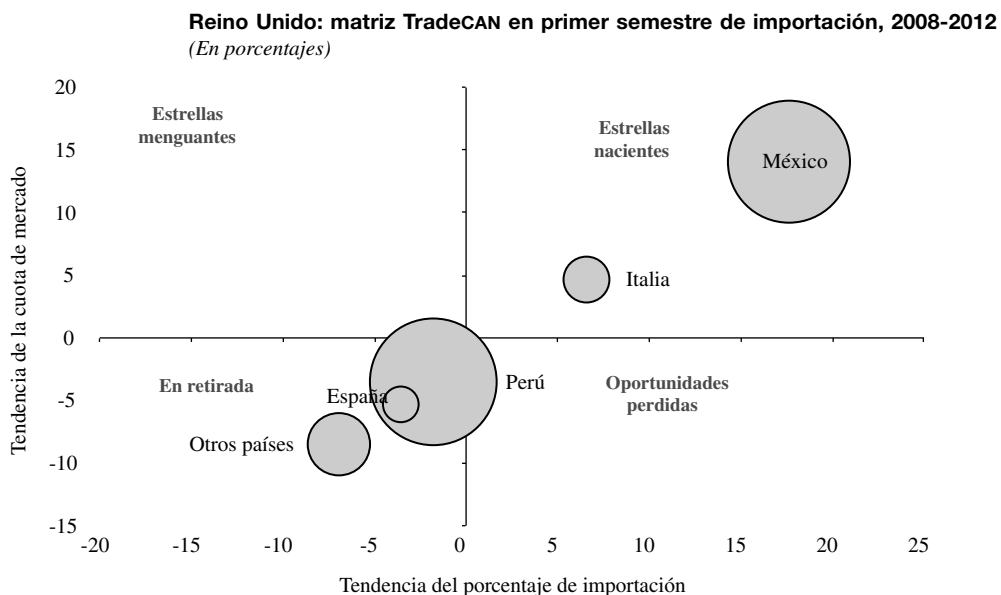 Reino Unido: matriz TradeCAN en primer semestre de importación, 2008-2012
(En porcentajes)
Tendencia de la cuota de mercado
20
15
10
5
0
-5
-10
-15
Estrellas
menguantes
Estrellas
nacientes
México
Italia
En retirada
España
Perú
Oportunidades
perdidas
Otros países
-20 -15 -10 -5 0 5 10 15 20 25
Tendencia del porcentaje de importación